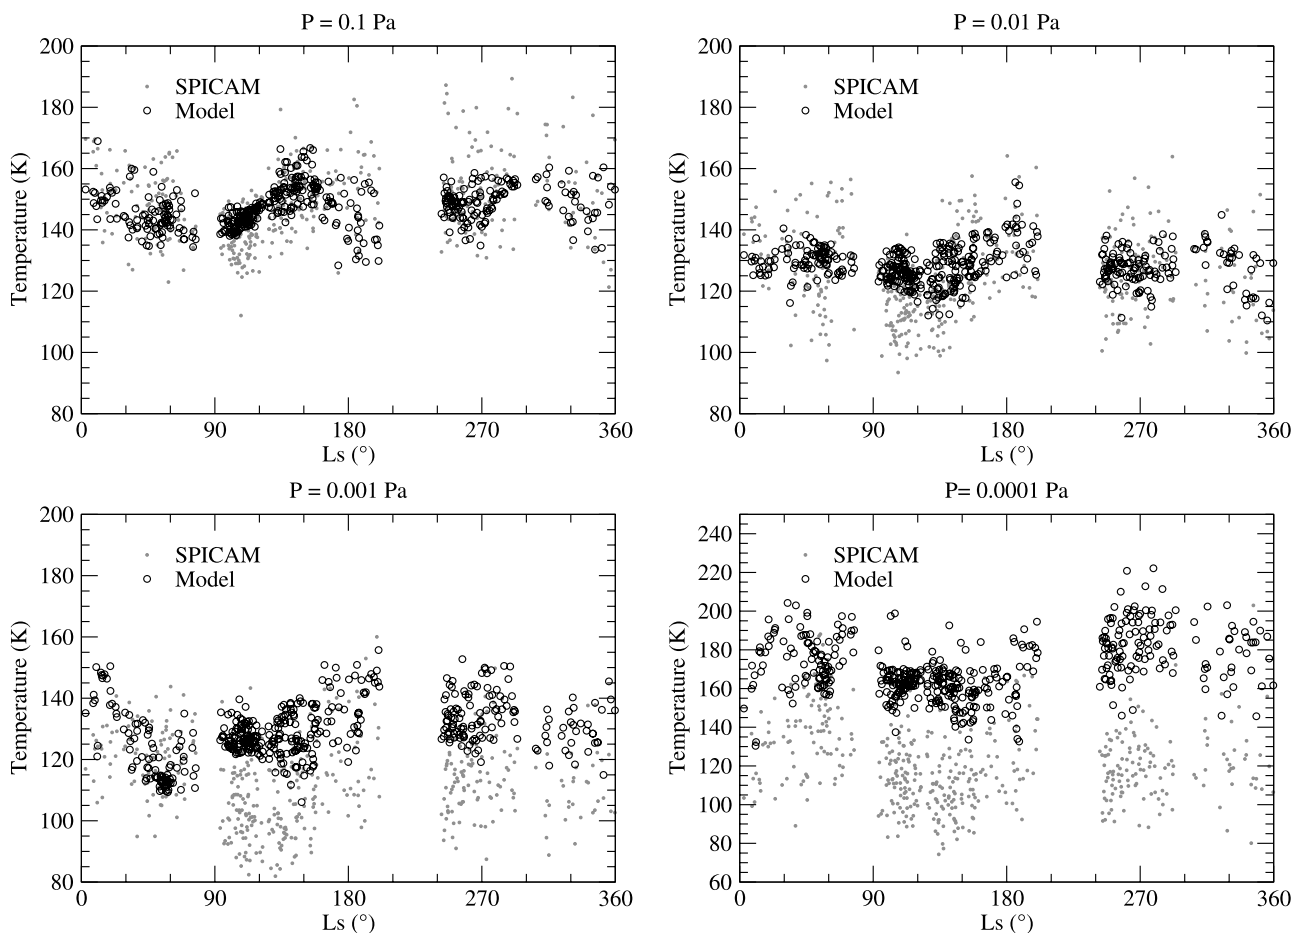 P = 0.1 Pa
200
180
160
140
120
100
80
Temperature (K)
SPICAM
Model
0 90 180 270 360
Ls (°)
P = 0.01 Pa
200
180
160
140
120
100
80
Temperature (K)
SPICAM
Model
0 90 180 270 360
Ls (°)
P = 0.001 Pa
200
180
160
140
120
100
80
Temperature (K)
SPICAM
Model
0 90 180 270 360
Ls (°)
P= 0.0001 Pa
240
220
200
180
160
140
120
100
80
60
Temperature (K)
SPICAM
Model
0 90 180 270 360
Ls (°)